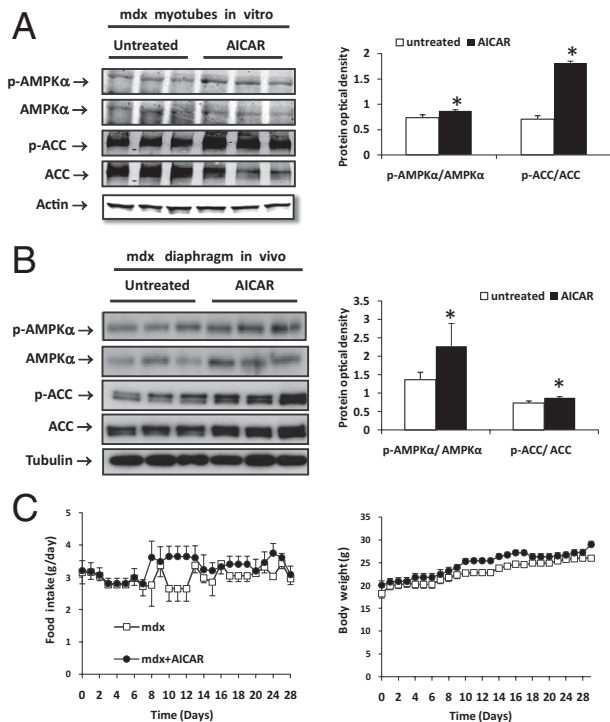 A
mdx myotubes in vitro
Untreated AICAR
p-AMPKα →
AMPKα →
p-ACC →
ACC →
Actin →
untreated AICAR
Protein optical density
2
1.5
1
0.5
0
* *
p-AMPKα/AMPKα p-ACC/ACC
B
mdx diaphragm in vivo
Untreated AICAR
p-AMPKα →
AMPKα →
p-ACC →
ACC →
Tubulin →
untreated AICAR
Protein optical density
3.5
3
2.5
2
1.5
1
0.5
0
* *
p-AMPKα/AMPKα p-ACC/ACC
C
Food intake (g/day)
5
4
3
2
1
0
mdx
mdx+AICAR
0 2 4 6 8 10 12 14 16 18 20 22 24 25 28
Time (Days)
Body weight (g)
35
30
25
20
15
10
5
0
0 2 4 6 8 10 12 14 16 18 20 22 24 26 28
Time (Days)